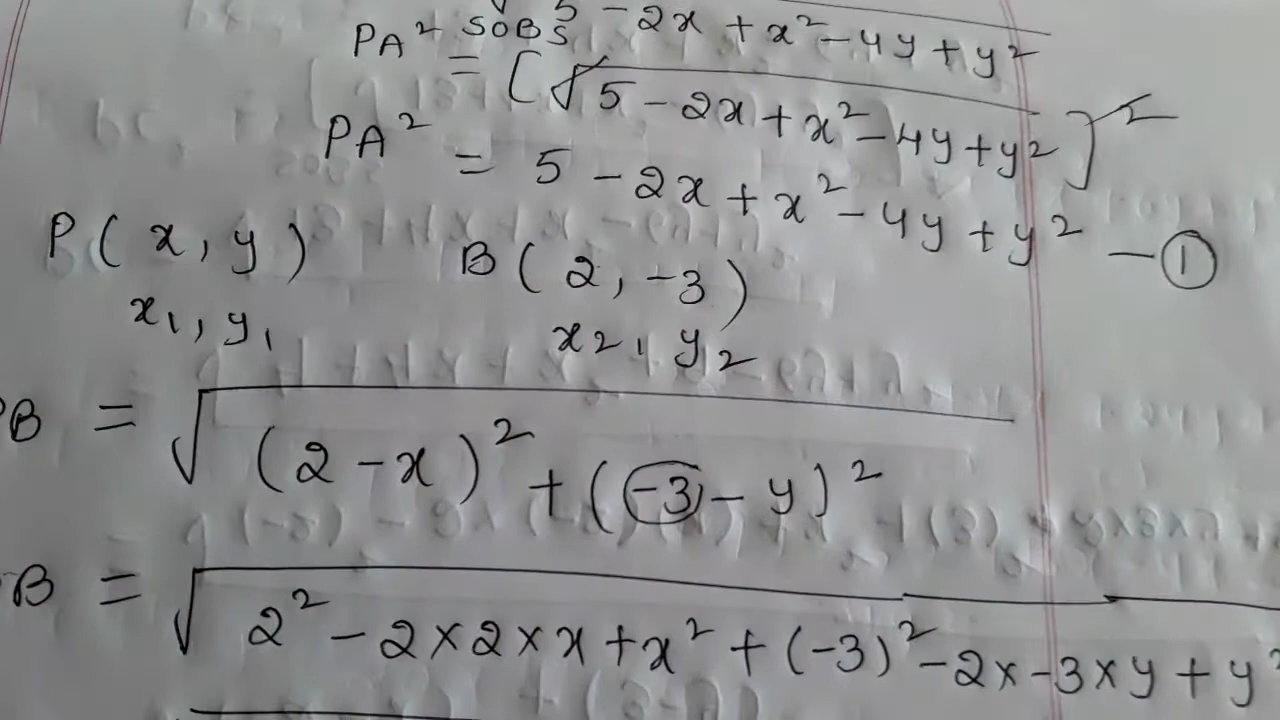 5 - 2x + x² - 4y + y²
PA² SOBS
= [√5 - 2x + x² - 4y + y²]²
PA² = 5 - 2x + x² - 4y + y² — ①
P(x, y) B(2, -3)
x₁, y₁ x₂, y₂
PB = √(2 - x)² + (-3 - y)²
B = √2² - 2×2×x + x² + (-3)² - 2x-3×y + y²